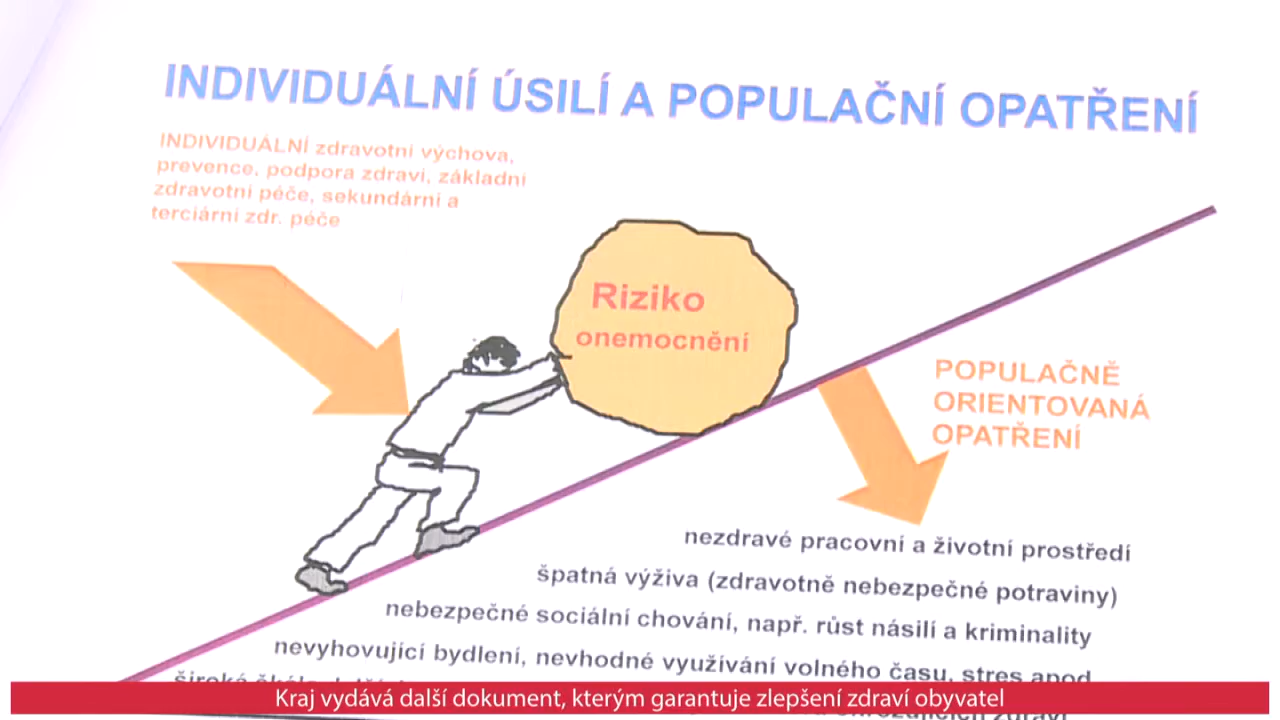 INDIVIDUÁLNÍ ÚSILÍ A POPULAČNÍ OPATŘENÍ
INDIVIDUÁLNÍ zdravotní výchova,
prevence, podpora zdraví, základní
zdravotní péče, sekundární a
terciární zdr. péče
Riziko
onemocnění
POPULAČNĚ
ORIENTOVANÁ
OPATŘENÍ
nezdravé pracovní a životní prostředí
špatná výživa (zdravotně nebezpečné potraviny)
nebezpečné sociální chování, např. růst násilí a kriminality
nevyhovující bydlení, nevhodné využívání volného času, stres apod.
široká škála
Kraj vydává další dokument, kterým garantuje zlepšení zdraví obyvatel